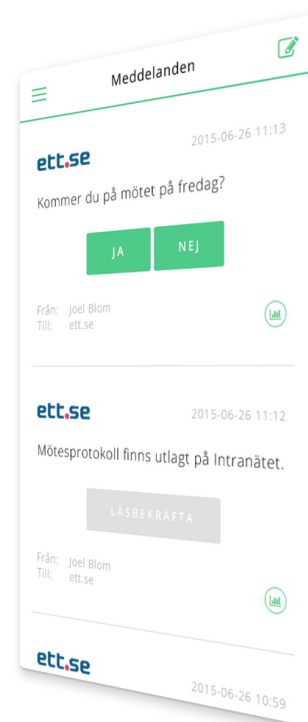 Meddelanden
ett.se
2015-06-26 11:13
Kommer du på mötet på fredag?
JA
NEJ
Från: Joel Blom
Till: ett.se
ett.se
2015-06-26 11:12
Mötesprotokoll finns utlagt på Intranätet.
LÄSBEKRÄFTA
Från: Joel Blom
Till: ett.se
ett.se
2015-06-26 10:59